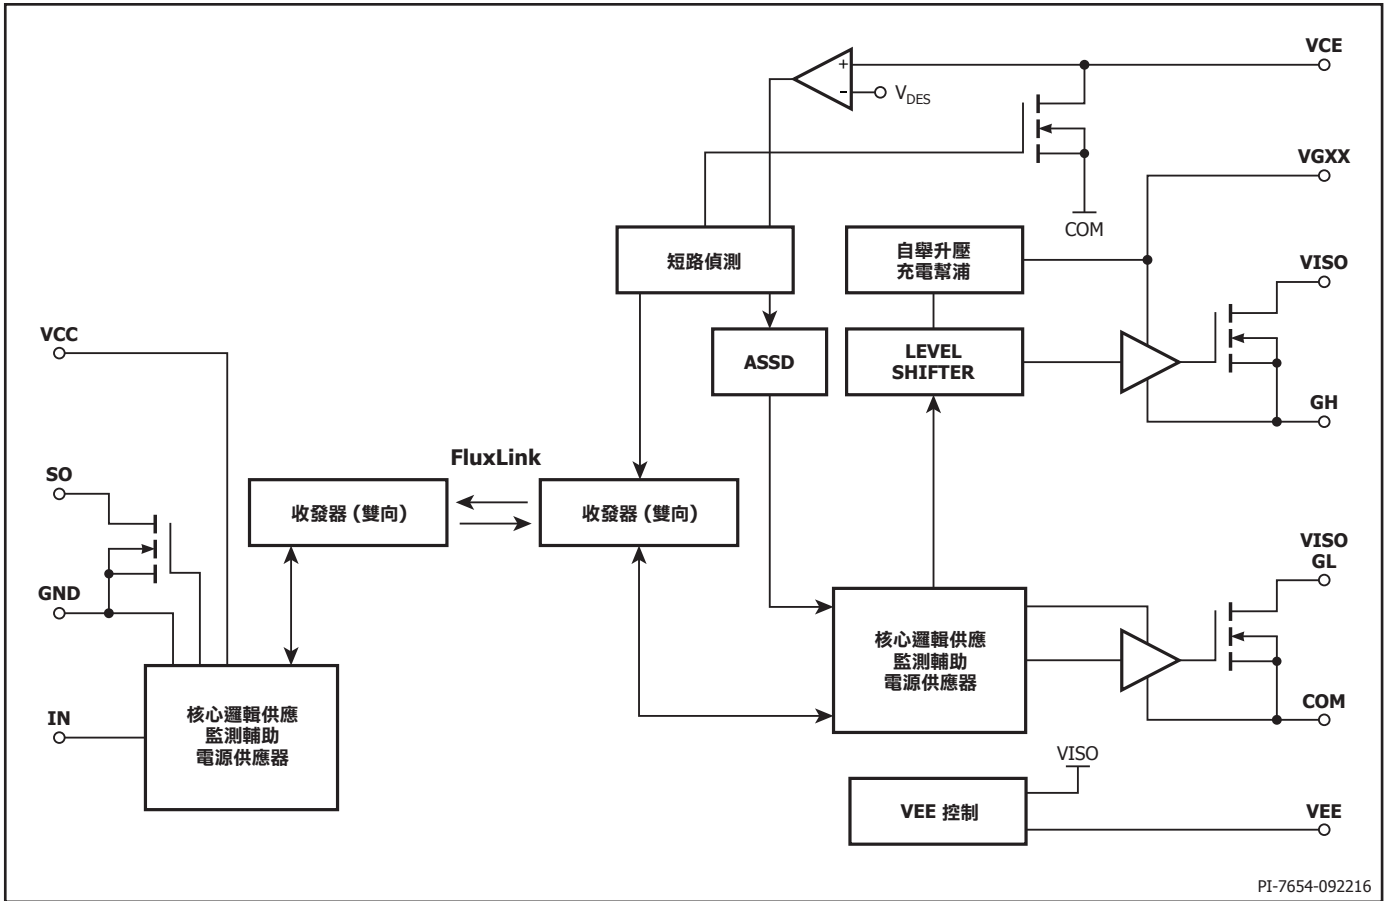 VCE
+
-
V_DES
VGXX
COM
短路偵測
自舉升壓
充電幫浦
VISO
VCC
ASSD
LEVEL
SHIFTER
GH
FluxLink
SO
收發器 (雙向)
收發器 (雙向)
VISO
GL
GND
核心邏輯供應
監測輔助
電源供應器
核心邏輯供應
監測輔助
電源供應器
IN
COM
VISO
VEE 控制
VEE
PI-7654-092216